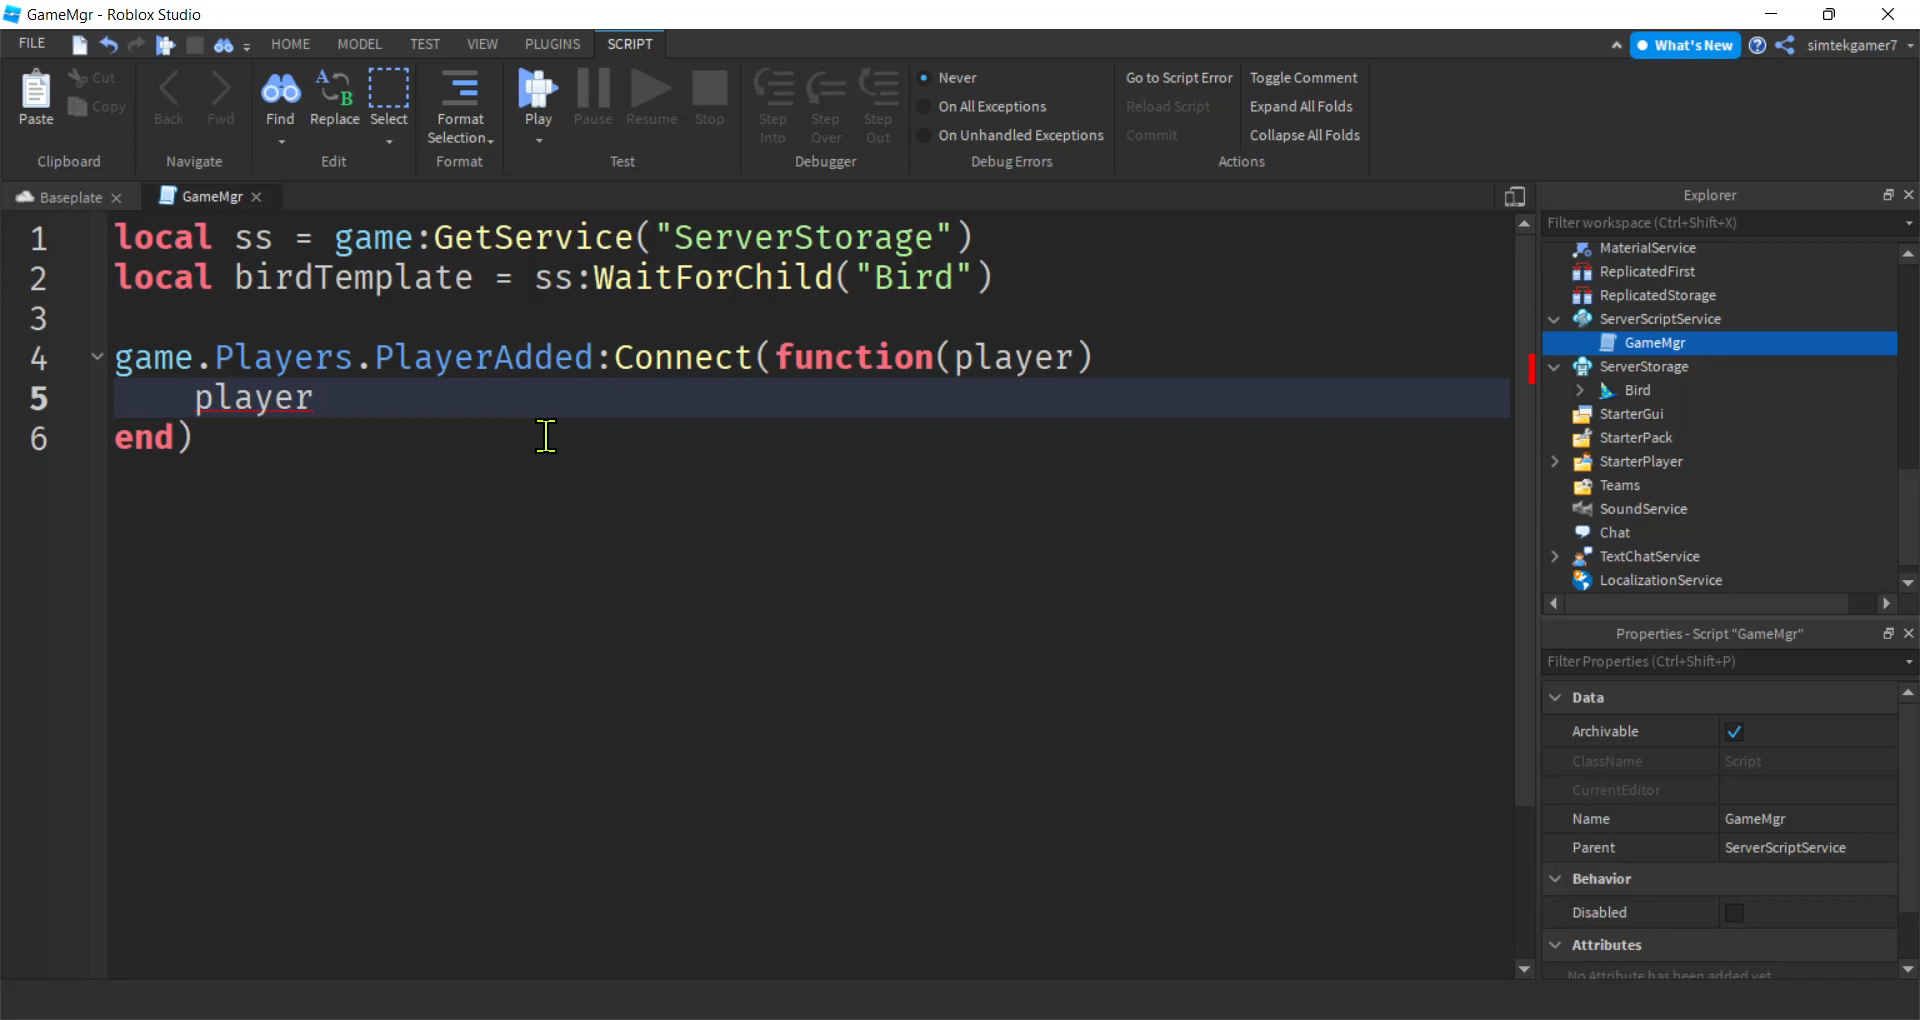 GameMgr - Roblox Studio
FILE HOME MODEL TEST VIEW PLUGINS SCRIPT What's New simtekgamer7
Paste Cut Copy Back Fwd Find Replace Select Format Selection Play Pause Resume Stop Step Into Step Over Step Out
Never
On All Exceptions
On Unhandled Exceptions
Go to Script Error
Reload Script
Commit
Toggle Comment
Expand All Folds
Collapse All Folds
Clipboard Navigate Edit Format Test Debugger Debug Errors Actions
Baseplate GameMgr
1 local ss = game:GetService("ServerStorage")
2 local birdTemplate = ss:WaitForChild("Bird")
3
4 game.Players.PlayerAdded:Connect(function(player)
5 player
6 end)
Explorer
Filter workspace (Ctrl+Shift+X)
MaterialService
ReplicatedFirst
ReplicatedStorage
ServerScriptService
GameMgr
ServerStorage
Bird
StarterGui
StarterPack
StarterPlayer
Teams
SoundService
Chat
TextChatService
LocalizationService
Properties - Script "GameMgr"
Filter Properties (Ctrl+Shift+P)
Data
Archivable
ClassName Script
CurrentEditor
Name GameMgr
Parent ServerScriptService
Behavior
Disabled
Attributes
No Attribute has been added yet